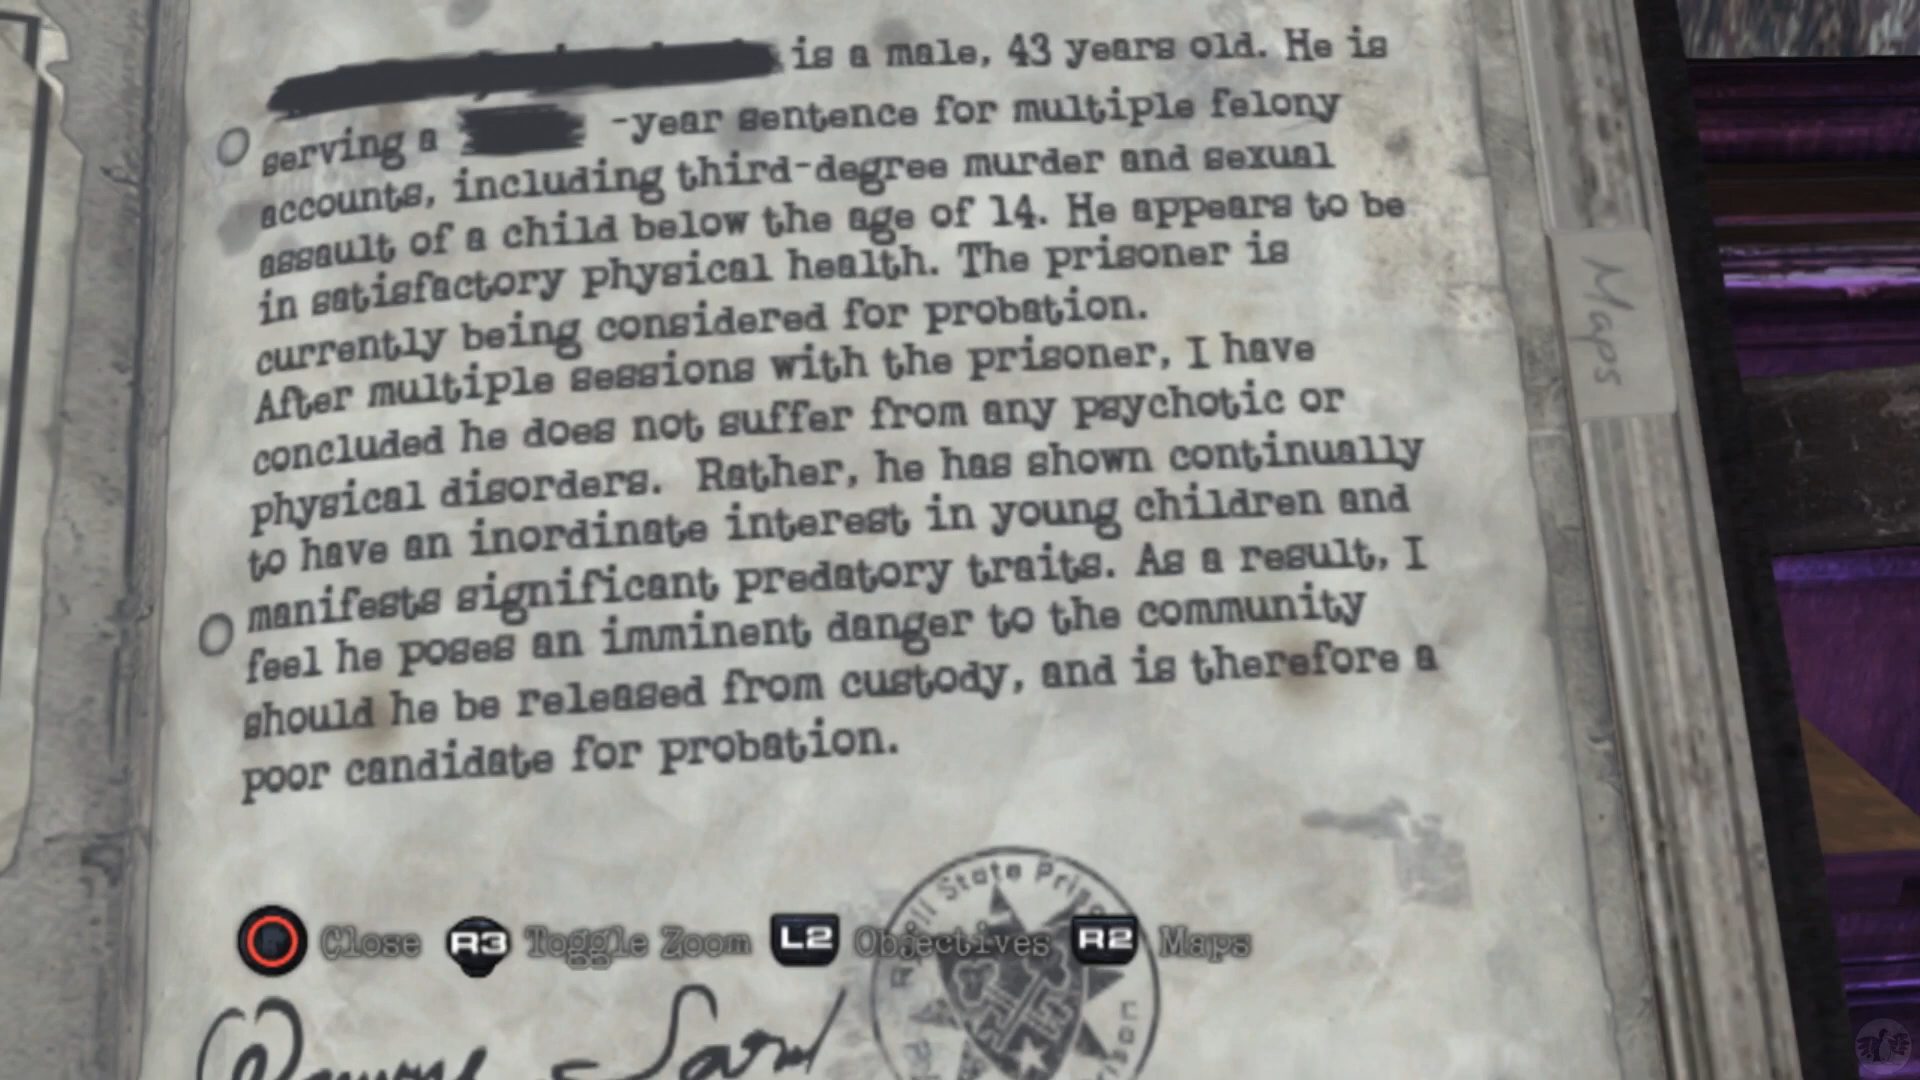 is a male, 43 years old. He is
serving a -year sentence for multiple felony
accounts, including third-degree murder and sexual
assault of a child below the age of 14. He appears to be
in satisfactory physical health. The prisoner is
currently being considered for probation.
After multiple sessions with the prisoner, I have
concluded he does not suffer from any psychotic or
physical disorders. Rather, he has shown continually
to have an inordinate interest in young children and
manifests significant predatory traits. As a result, I
feel he poses an imminent danger to the community
should he be released from custody, and is therefore a
poor candidate for probation.
Maps
State
Close R3 Toggle Zoom L2 Objectives R2 Maps